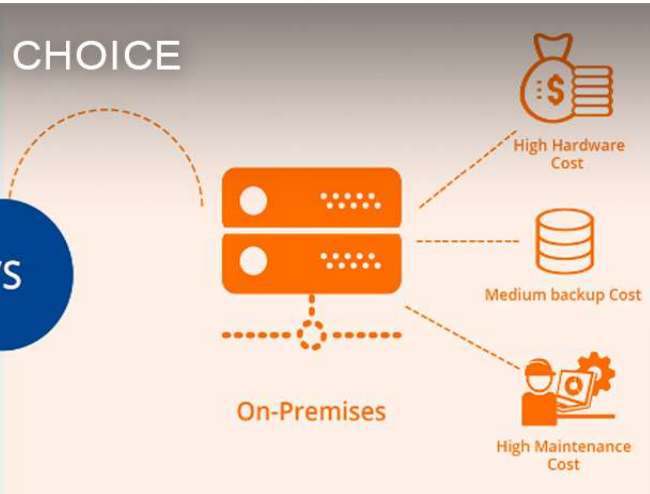 CHOICE
High Hardware
Cost
S
Medium backup Cost
On-Premises
High Maintenance
Cost